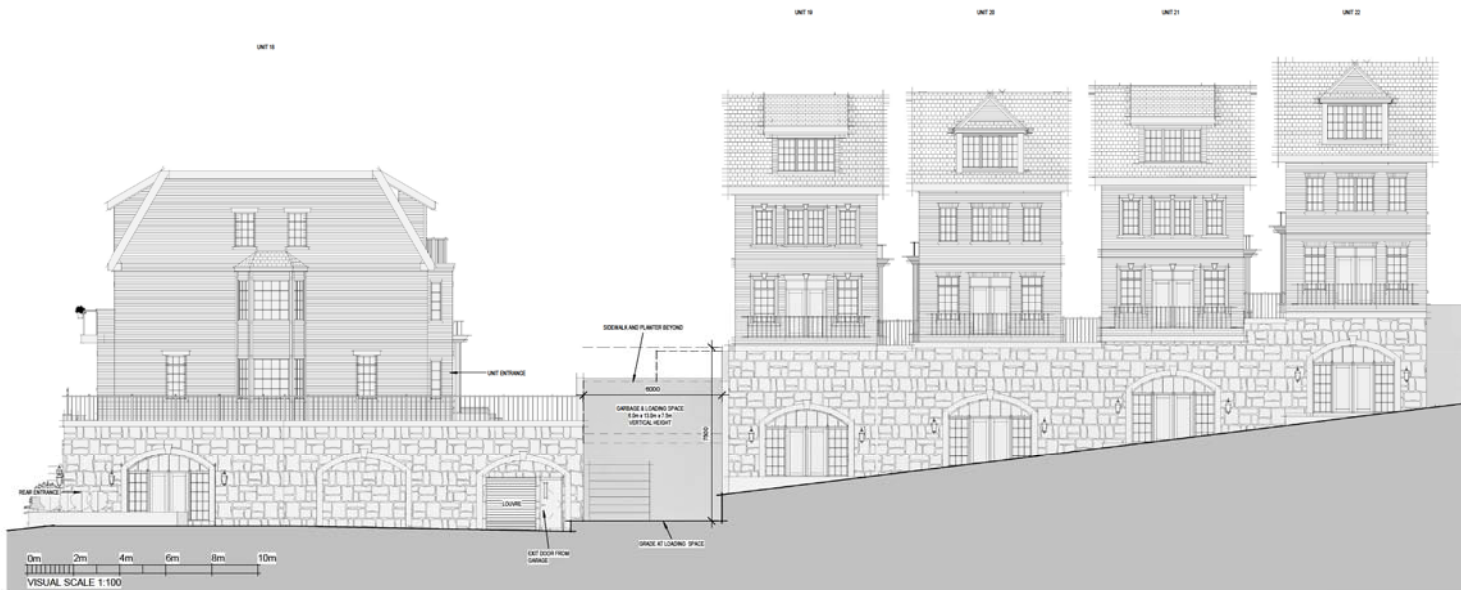 UNIT 19
UNIT 20
UNIT 21
UNIT 22
UNIT 18
SIDEWALK AND PLANTER BEYOND
UNIT ENTRANCE
6000
GARBAGE & LOADING SPACE
6.0m x 13.0m x 7.5m
VERTICAL HEIGHT
7500
REAR ENTRANCE
LOUVRE
EXIT DOOR FROM
GARAGE
GRADE AT LOADING SPACE
0m 2m 4m 6m 8m 10m
VISUAL SCALE 1:100